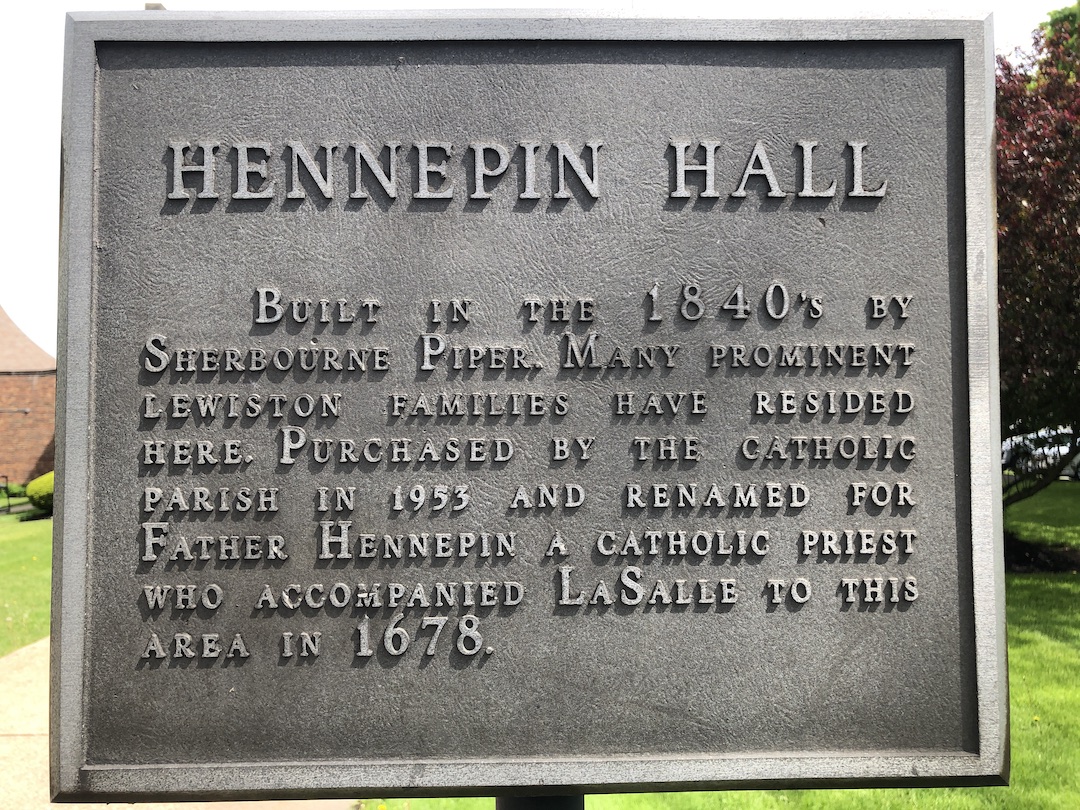 HENNEPIN HALL
BUILT IN THE 1840'S BY
SHERBOURNE PIPER. MANY PROMINENT
LEWISTON FAMILIES HAVE RESIDED
HERE. PURCHASED BY THE CATHOLIC
PARISH IN 1953 AND RENAMED FOR
FATHER HENNEPIN A CATHOLIC PRIEST
WHO ACCOMPANIED LASALLE TO THIS
AREA IN 1678.